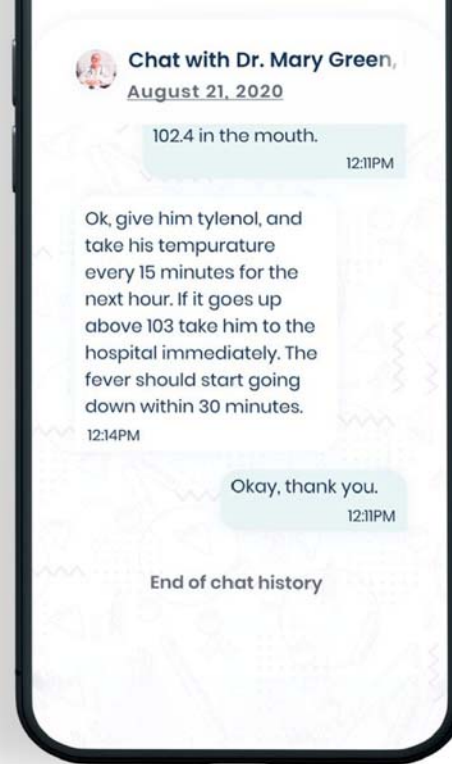 Chat with Dr. Mary Green,
August 21, 2020
102.4 in the mouth.
12:11PM
Ok, give him tylenol, and
take his tempurature
every 15 minutes for the
next hour. If it goes up
above 103 take him to the
hospital immediately. The
fever should start going
down within 30 minutes.
12:14PM
Okay, thank you.
12:11PM
End of chat history